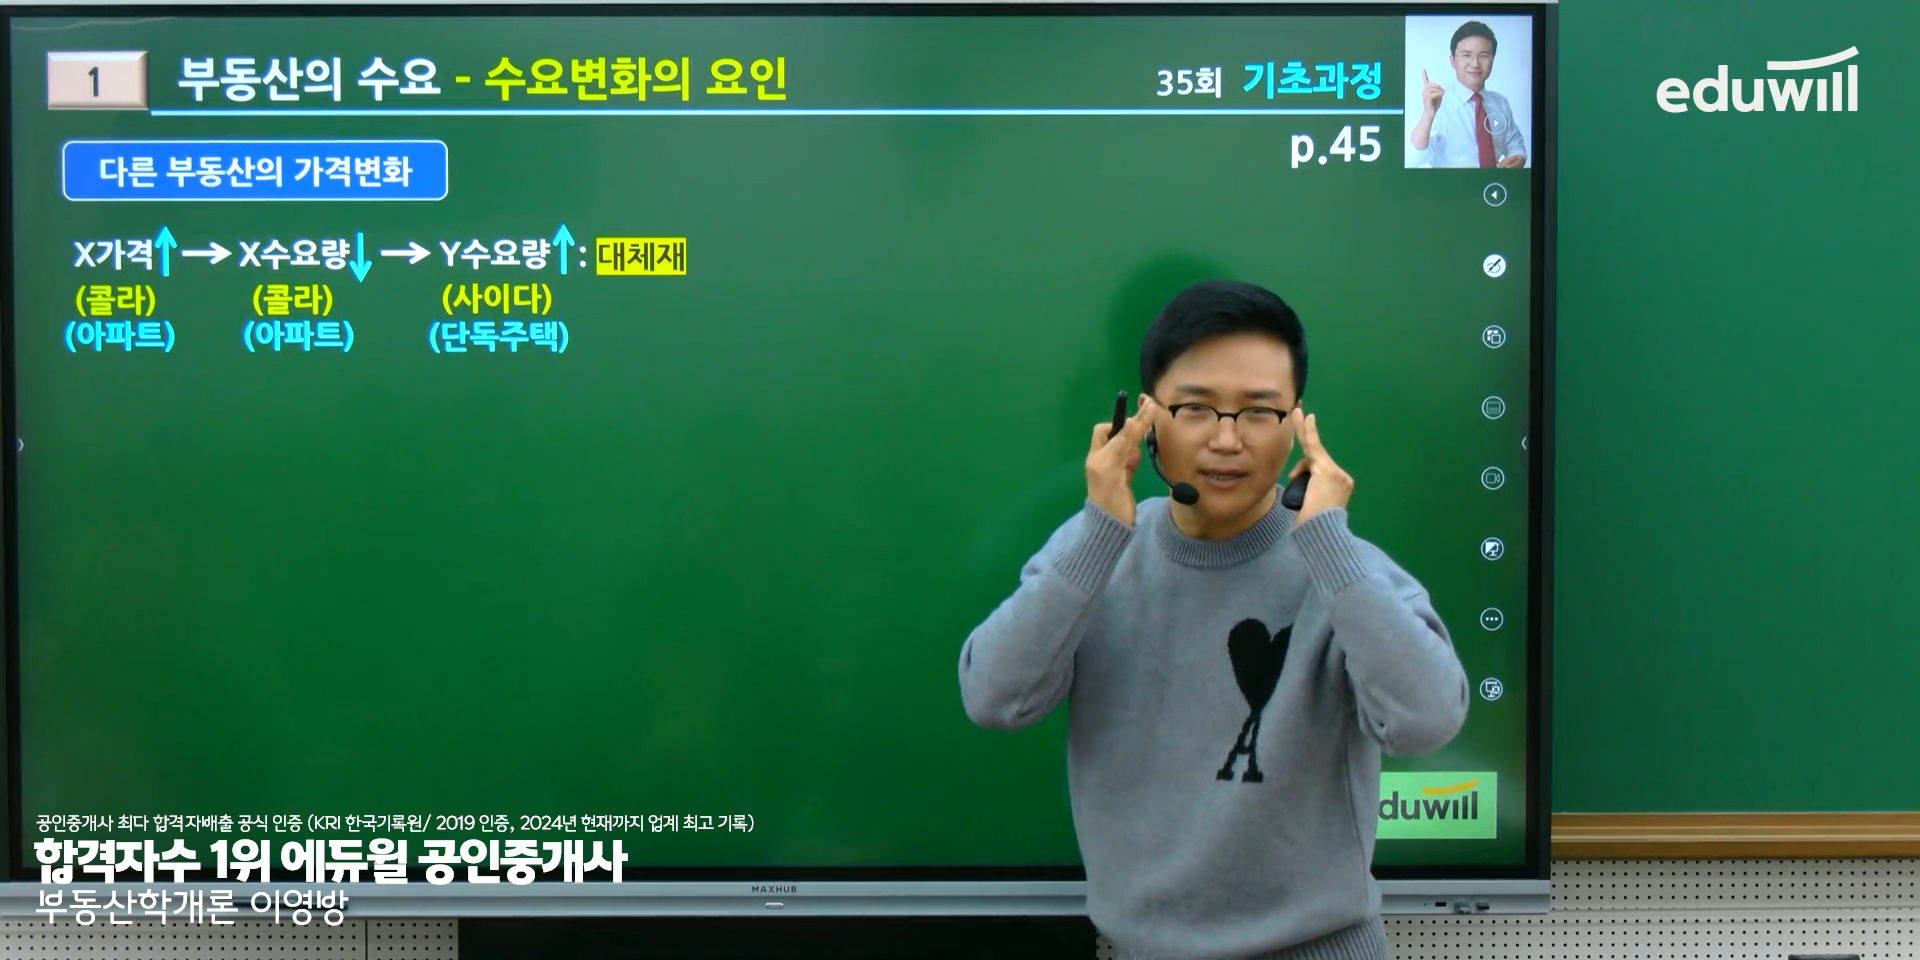 1 부동산의 수요 - 수요변화의 요인
35회 기초과정
eduwill
p.45
다른 부동산의 가격변화
X가격↑→X수요량↓→Y수요량↑: 대체재
(콜라) (콜라) (사이다)
(아파트) (아파트) (단독주택)
A
duwill
공인중개사 최다 합격자배출 공식 인증 (KRI 한국기록원/ 2019 인증, 2024년 현재까지 업계 최고 기록)
합격자수 1위 에듀윌 공인중개사
MAXHUB
부동산학개론 이영방